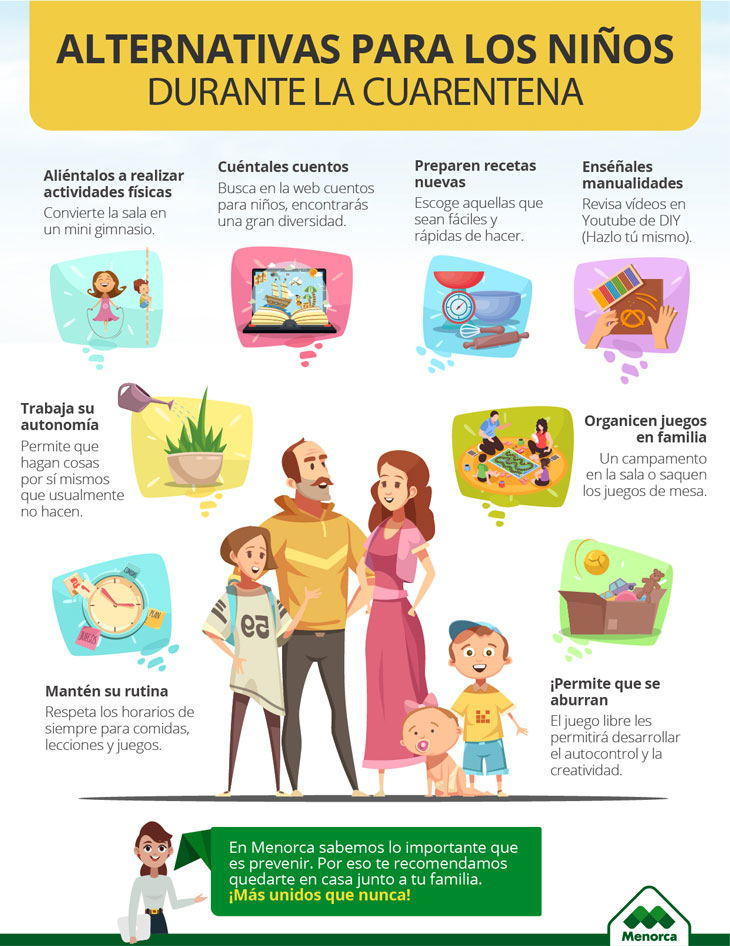 ALTERNATIVAS PARA LOS NIÑOS
DURANTE LA CUARENTENA
Aliéntalos a realizar
actividades físicas
Convierte la sala en
un mini gimnasio.
Cuéntales cuentos
Busca en la web cuentos
para niños, encontrarás
una gran diversidad.
Preparen recetas
nuevas
Escoge aquellas que
sean fáciles y
rápidas de hacer.
Enséñales
manualidades
Revisa vídeos en
Youtube de DIY
(Hazlo tú mismo).
Trabaja su
autonomía
Permite que
hagan cosas
por sí mismos
que usualmente
no hacen.
Organicen juegos
en familia
Un campamento
en la sala o saquen
los juegos de mesa.
PLAN
JUEGOS
Mantén su rutina
Respeta los horarios de
siempre para comidas,
lecciones y juegos.
¡Permite que se
aburran
El juego libre les
permitirá desarrollar
el autocontrol y la
creatividad.
En Menorca sabemos lo importante que
es prevenir. Por eso te recomendamos
quedarte en casa junto a tu familia.
¡Más unidos que nunca!
Menorca